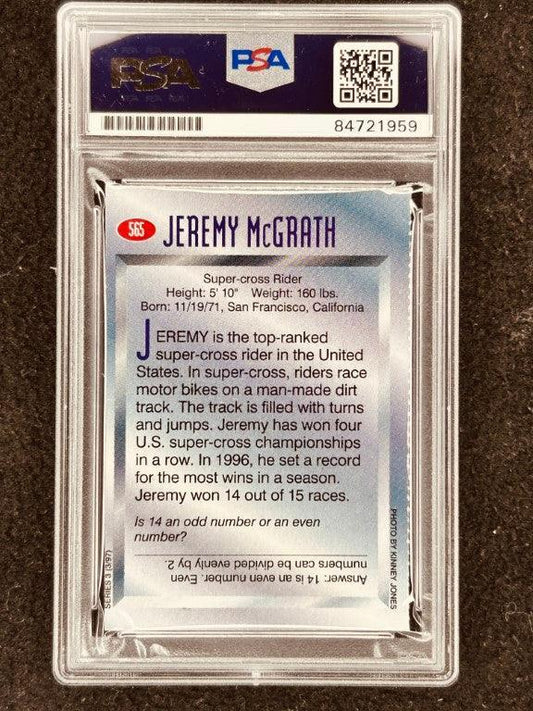 PSA
PSA
84721959
565 JEREMY McGRATH
Super-cross Rider
Height: 5' 10" Weight: 160 lbs.
Born: 11/19/71, San Francisco, California
JEREMY is the top-ranked
super-cross rider in the United
States. In super-cross, riders race
motor bikes on a man-made dirt
track. The track is filled with turns
and jumps. Jeremy has won four
U.S. super-cross championships
in a row. In 1996, he set a record
for the most wins in a season.
Jeremy won 14 out of 15 races.
Is 14 an odd number or an even
number?
Answer: 14 is an even number. Even
numbers can be divided evenly by 2.
SERIES 3 (3/97)
PHOTO BY KINNEY JONES